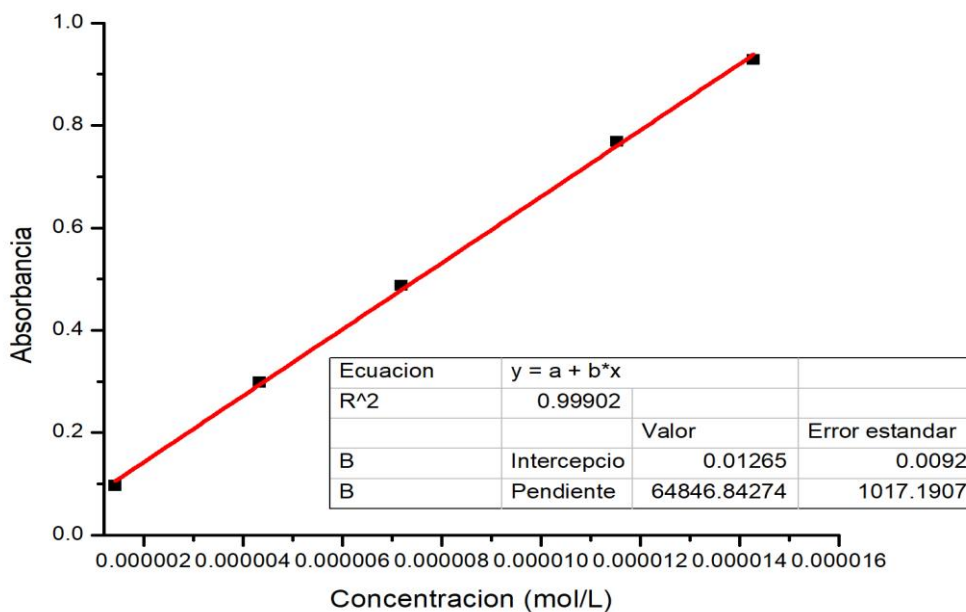 1.0
0.8
0.6
0.4
0.2
0.0
Absorbancia
Ecuacion y = a + b*x
R^2 0.99902
Valor Error estandar
B Intercepcio 0.01265 0.0092
B Pendiente 64846.84274 1017.1907
0.000002 0.000004 0.000006 0.000008 0.000010 0.000012 0.000014 0.000016
Concentracion (mol/L)